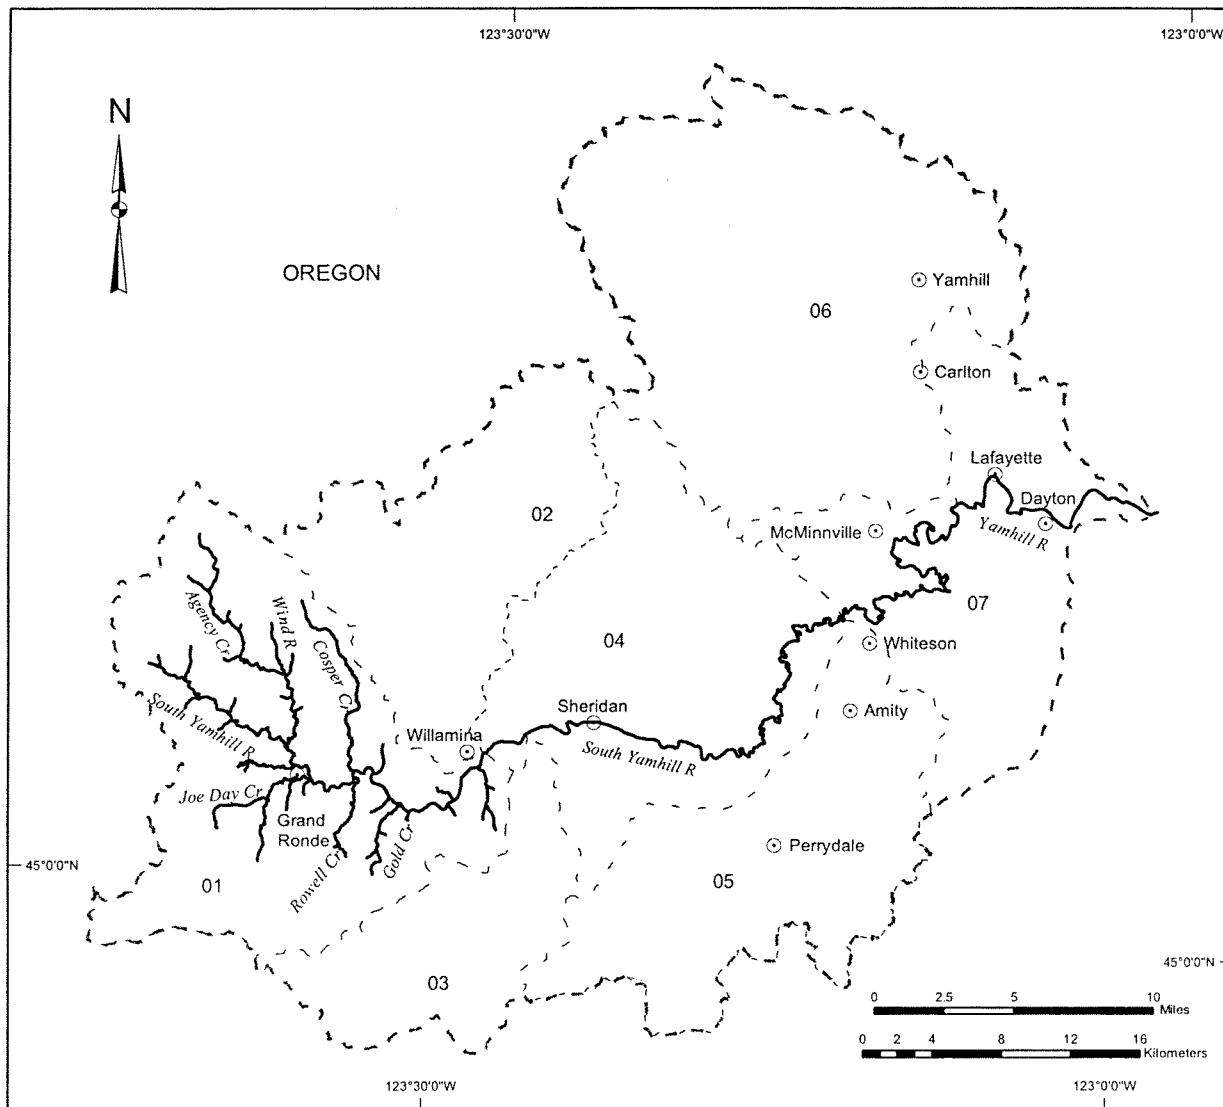 123°30'0"W
123°0'0"W
N
OREGON
Yamhill
06
Carlton
Lafayette
Dayton
02
McMinnville
Yamhill R
07
Agency Cr
Wind R
Cosper Cr
04
Whiteson
South Yamhill R
Sheridan
Amity
Willamina
South Yamhill R
Joe Day Cr
Grand
Ronde
Rowell Cr
Gold Cr
Perrydale
45°0'0"N
01
05
45°0'0"N
03
0 2.5 5 10
Miles
0 2 4 8 12 16
Kilometers
123°30'0"W
123°0'0"W